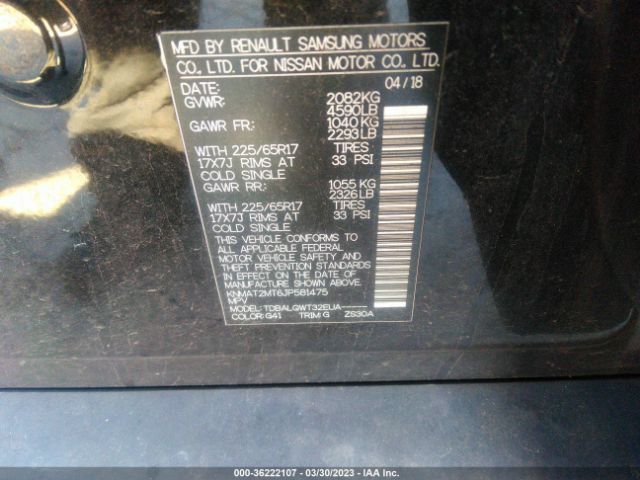 MFD BY RENAULT SAMSUNG MOTORS
CO., LTD. FOR NISSAN MOTOR CO., LTD.
DATE: 04/18
GVWR: 2082KG
4590LB
GAWR FR: 1040 KG
2293LB
WITH 225/65R17 TIRES
17X7J RIMS AT 33 PSI
COLD SINGLE
GAWR RR: 1055 KG
2326LB
WITH 225/65R17 TIRES
17X7J RIMS AT 33 PSI
COLD SINGLE
THIS VEHICLE CONFORMS TO
ALL APPLICABLE FEDERAL
MOTOR VEHICLE SAFETY AND
THEFT PREVENTION STANDARDS
IN EFFECT ON THE DATE OF
MANUFACTURE SHOWN ABOVE.
KNMAT2MT6JP581475
MPV
MODEL: TDBALGWT32EUA-----
COLOR: G41 TRIM: G ZS30A
000-36222107 - 03/30/2023 - IAA Inc.